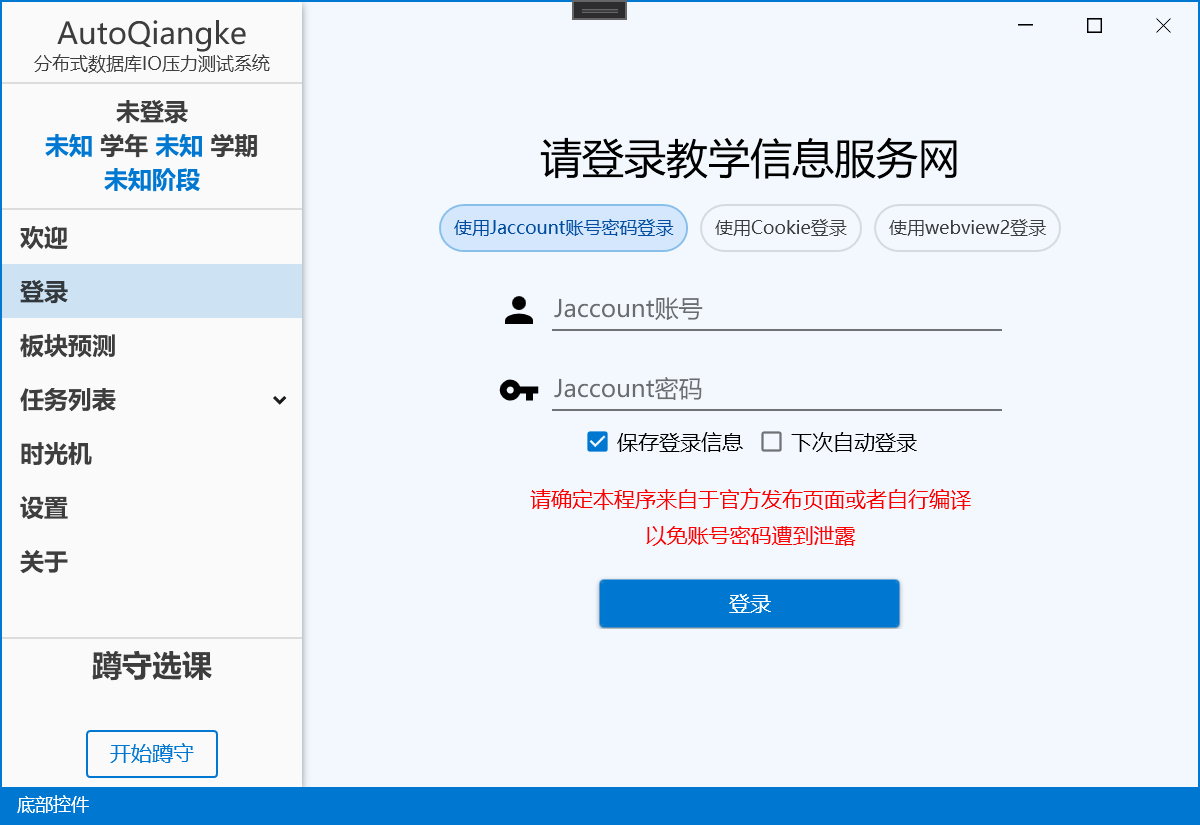 AutoQiangke
分布式数据库IO压力测试系统
未登录
未知 学年 未知 学期
未知阶段
欢迎
登录
板块预测
任务列表
时光机
设置
关于
蹲守选课
开始蹲守
请登录教学信息服务网
使用Jaccount账号密码登录 使用Cookie登录 使用webview2登录
Jaccount账号
Jaccount密码
保存登录信息 下次自动登录
请确定本程序来自于官方发布页面或者自行编译
以免账号密码遭到泄露
登录
底部控件